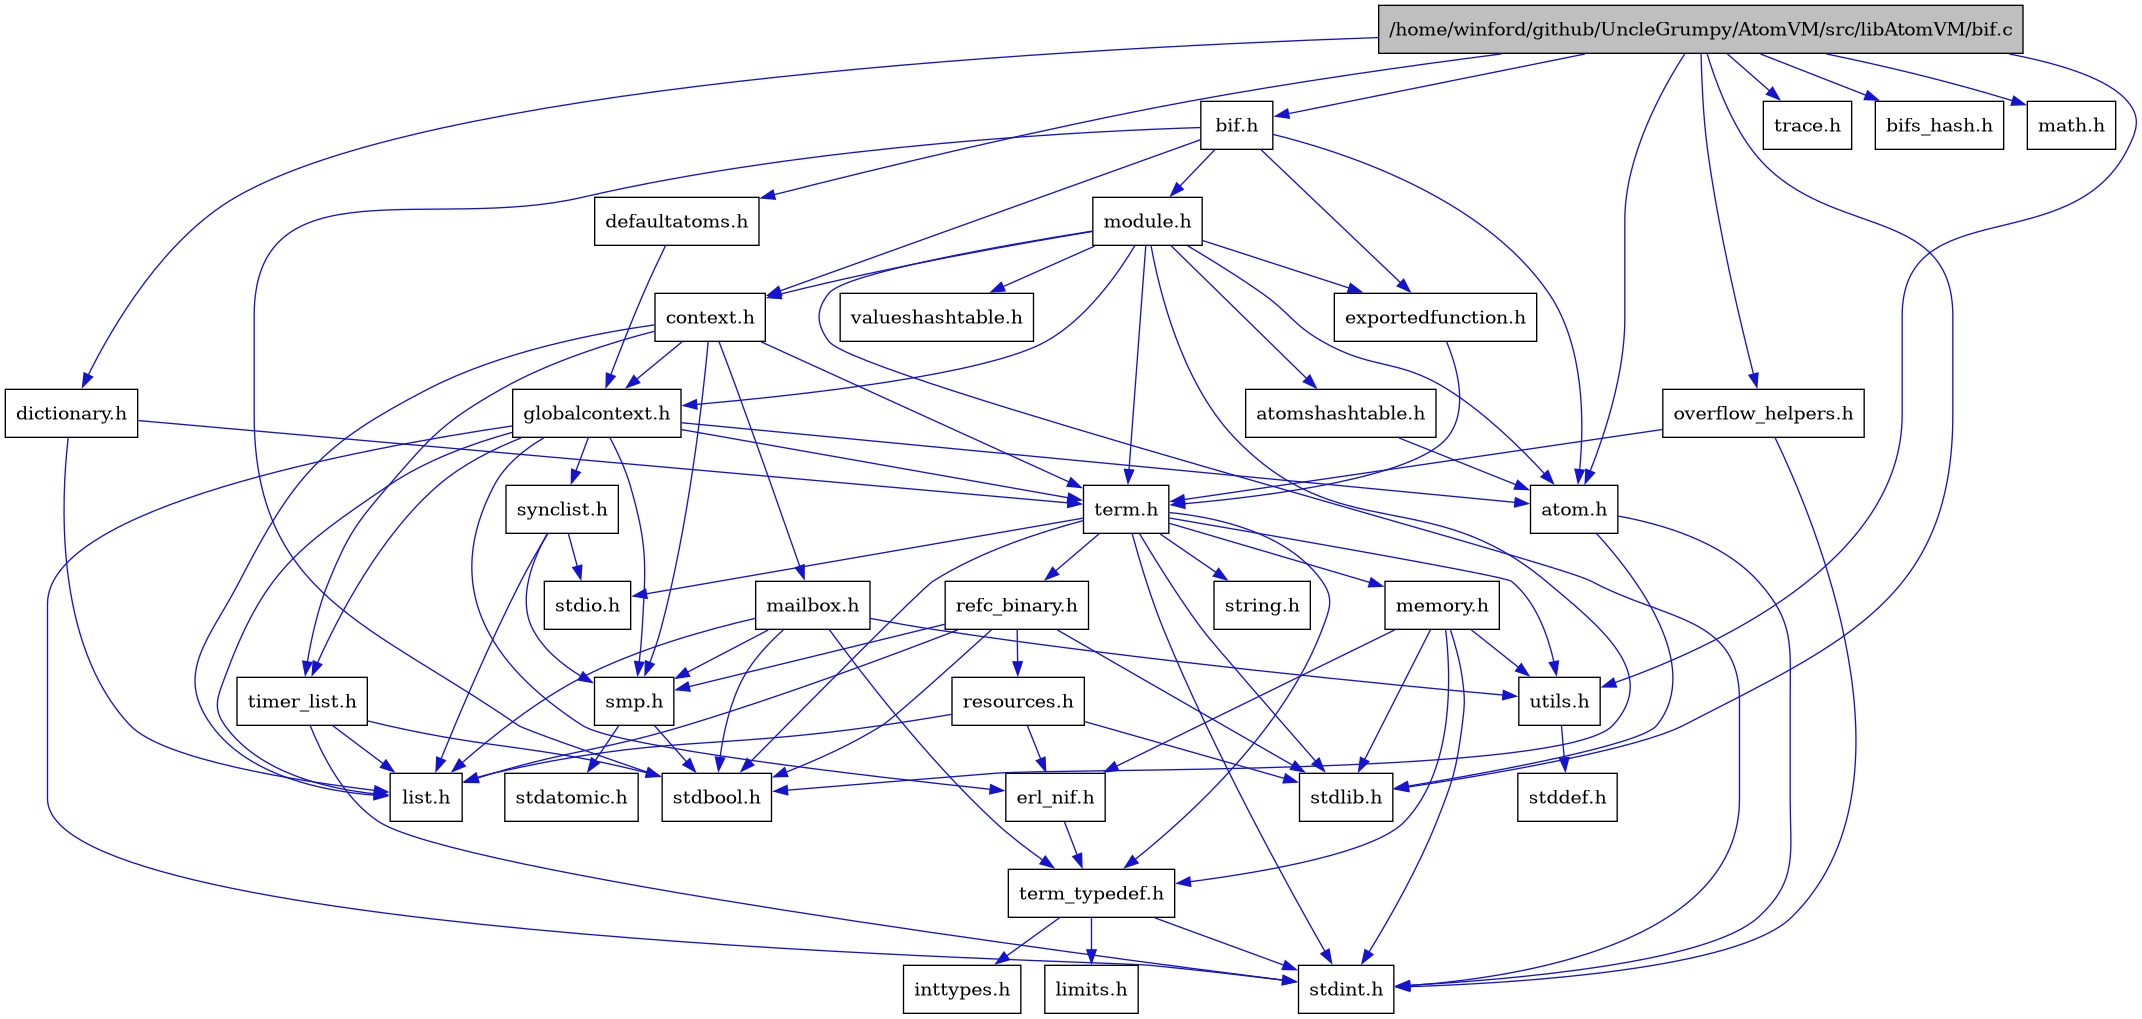 /home/winford/github/UncleGrumpy/AtomVM/src/libAtomVM/bif.c
bif.h
trace.h
bifs_hash.h
math.h
defaultatoms.h
module.h
context.h
valueshashtable.h
exportedfunction.h
dictionary.h
globalcontext.h
atomshashtable.h
overflow_helpers.h
synclist.h
term.h
atom.h
stdio.h
mailbox.h
refc_binary.h
string.h
memory.h
timer_list.h
smp.h
resources.h
utils.h
list.h
stdatomic.h
stdbool.h
erl_nif.h
stdlib.h
stddef.h
term_typedef.h
inttypes.h
limits.h
stdint.h